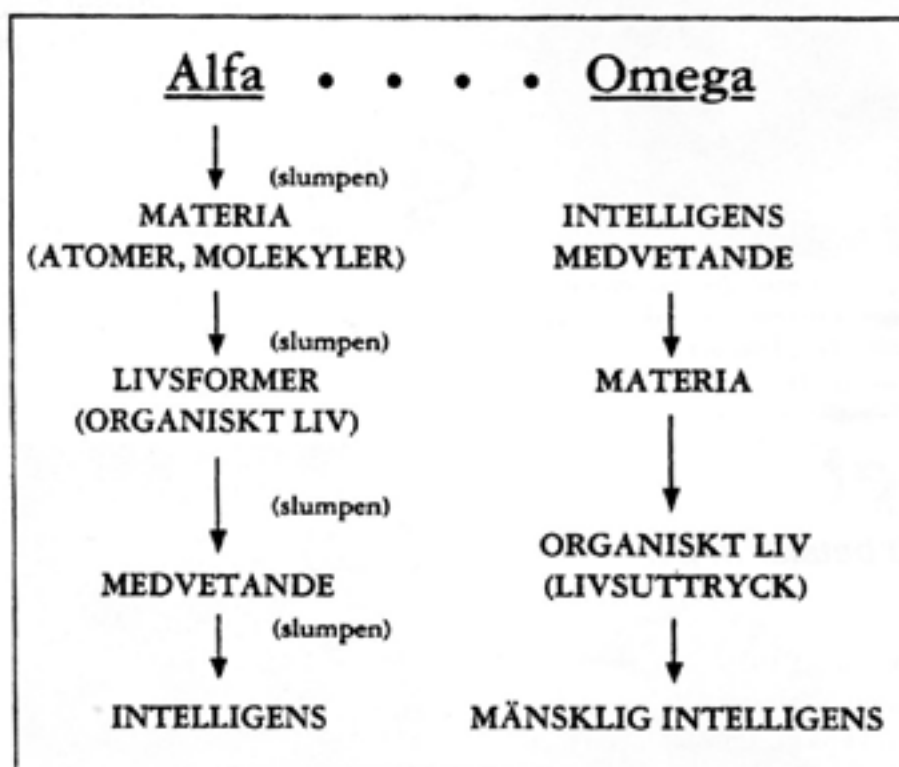 Alfa • • • • Omega
(slumpen)
MATERIA
(ATOMER, MOLEKYLER)
(slumpen)
LIVSFORMER
(ORGANISKT LIV)
(slumpen)
MEDVETANDE
(slumpen)
INTELLIGENS
INTELLIGENS
MEDVETANDE
MATERIA
ORGANISKT LIV
(LIVSUTTRYCK)
MÄNSKLIG INTELLIGENS